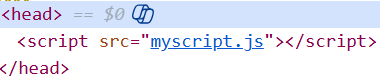 <head> == $0
<script src="myscript.js"></script>
</head>